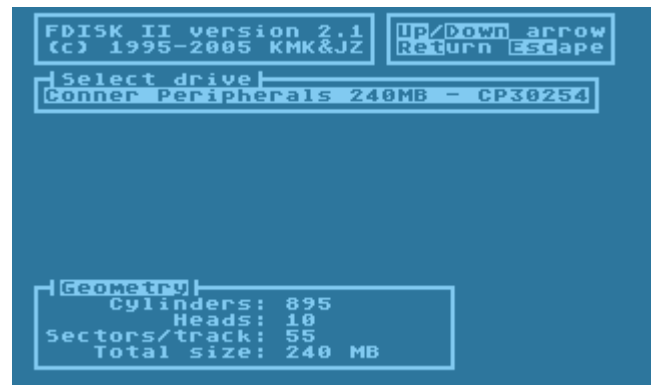 FDISK II version 2.1
(c) 1995-2005 KMK&JZ
Up/Down arrow
Return Escape
Select drive
Conner Peripherals 240MB - CP30254
Geometry
Cylinders: 895
Heads: 10
Sectors/track: 55
Total size: 240 MB